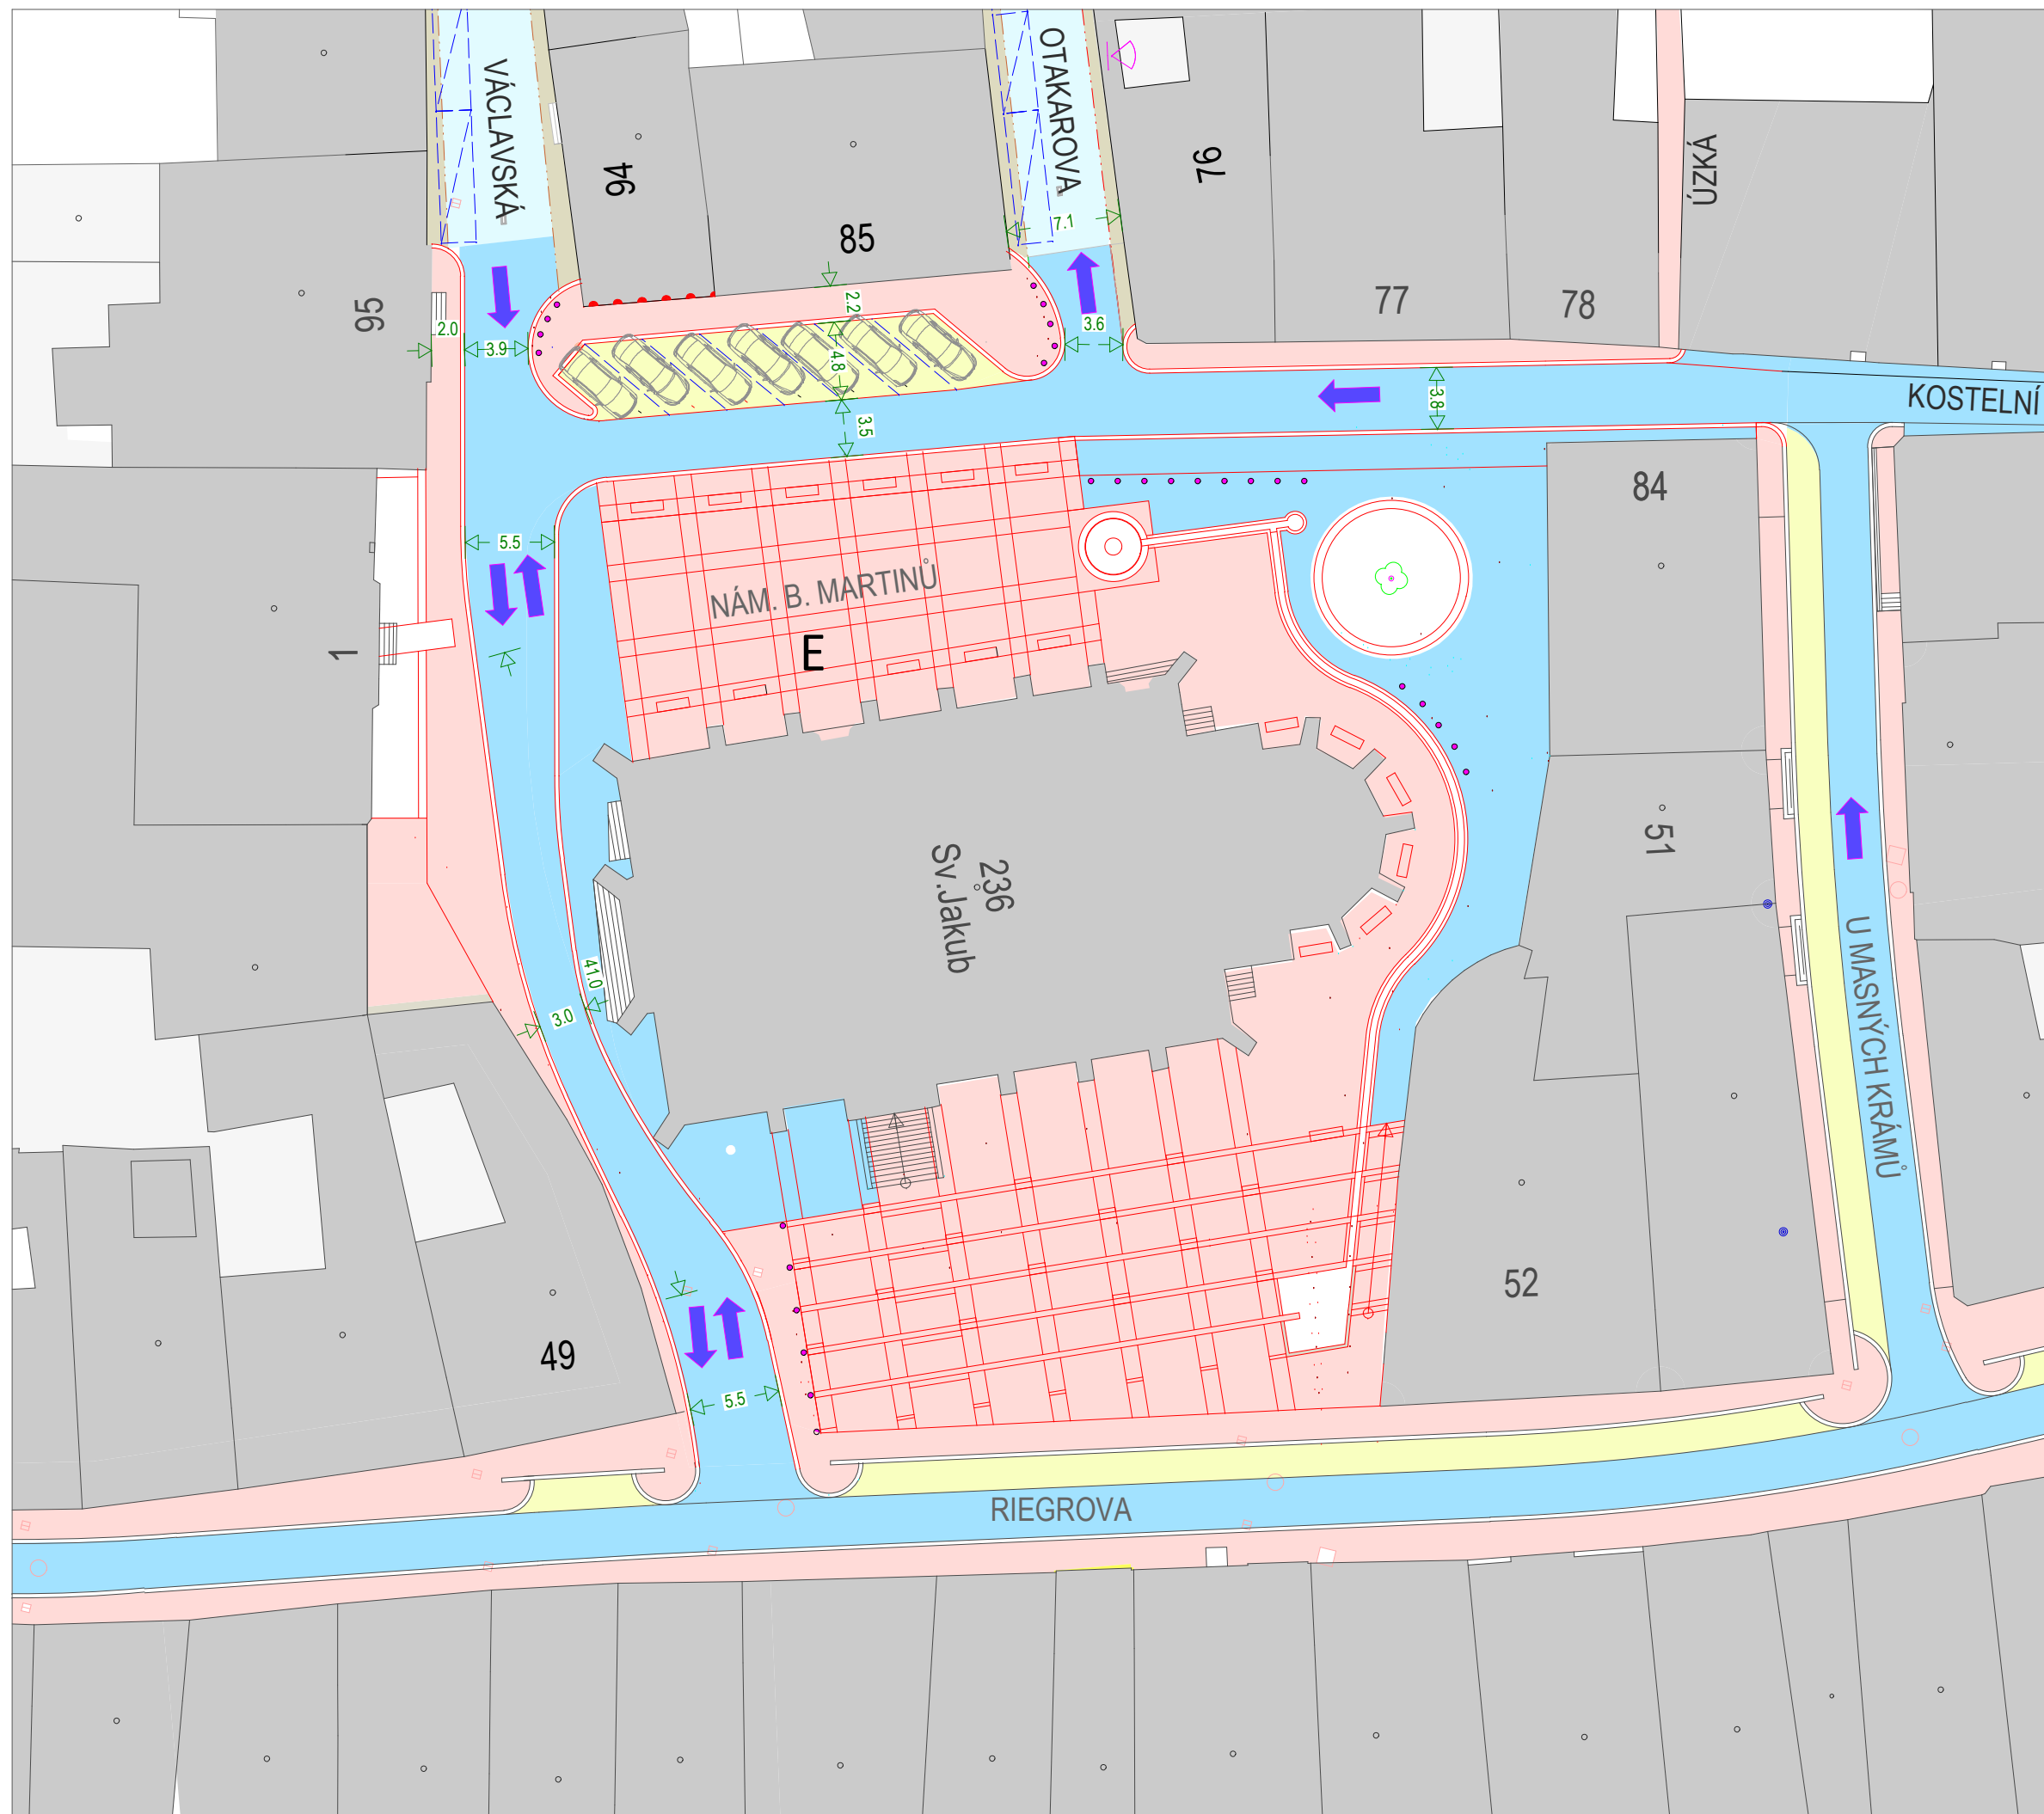 VÁCLAVSKÁ
OTAKAROVA
94
85
97
ÚZKÁ
7.1
95
77
78
2.2
2.0
3.9
4.8
3.6
3.5
3.8
KOSTELNÍ
84
5.5
NÁM. B. MARTINŮ
E
1
51
236
Sv.Jakub
41.0
3.0
U MASNÝCH KRÁMŮ
52
49
5.5
RIEGROVA